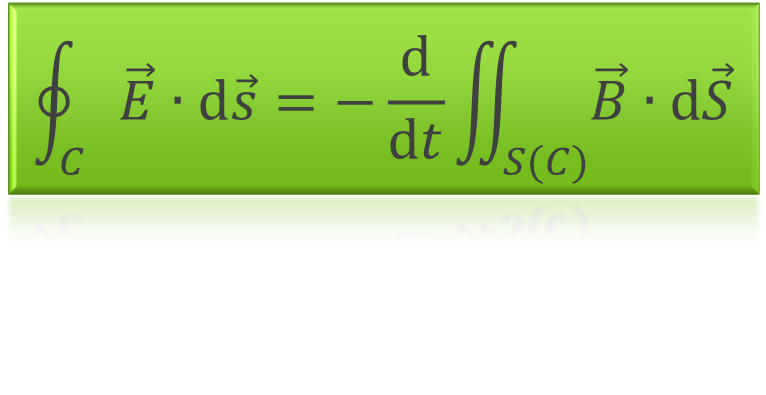 ∮_C E⃗ · ds⃗ = − d/dt ∬_S(C) B⃗ · dS⃗